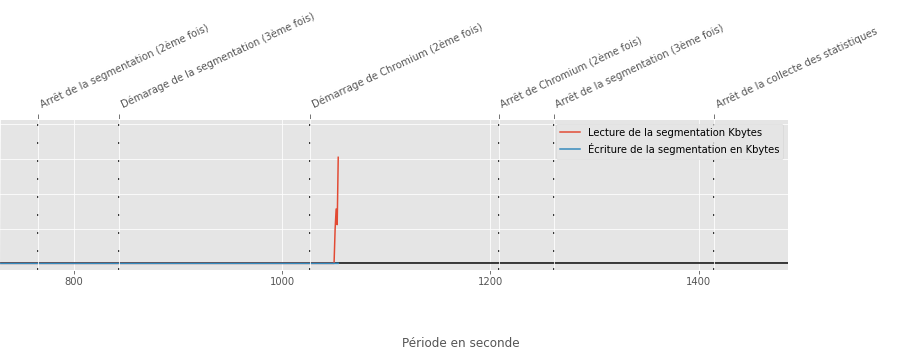 Arrêt de la segmentation (2ème fois)
Démarage de la segmentation (3ème fois)
Démarrage de Chromium (2ème fois)
Arrêt de Chromium (2ème fois)
Arrêt de la segmentation (3ème fois)
Arrêt de la collecte des statistiques
Lecture de la segmentation Kbytes
Écriture de la segmentation en Kbytes
800 1000 1200 1400
Période en seconde